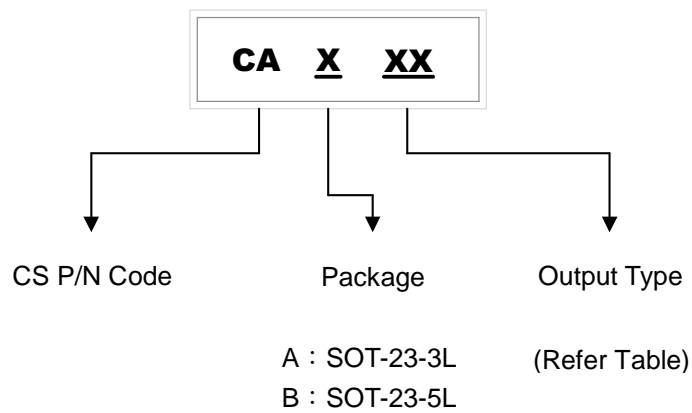 CA X XX
CS P/N Code Package Output Type
A：SOT-23-3L (Refer Table)
B：SOT-23-5L